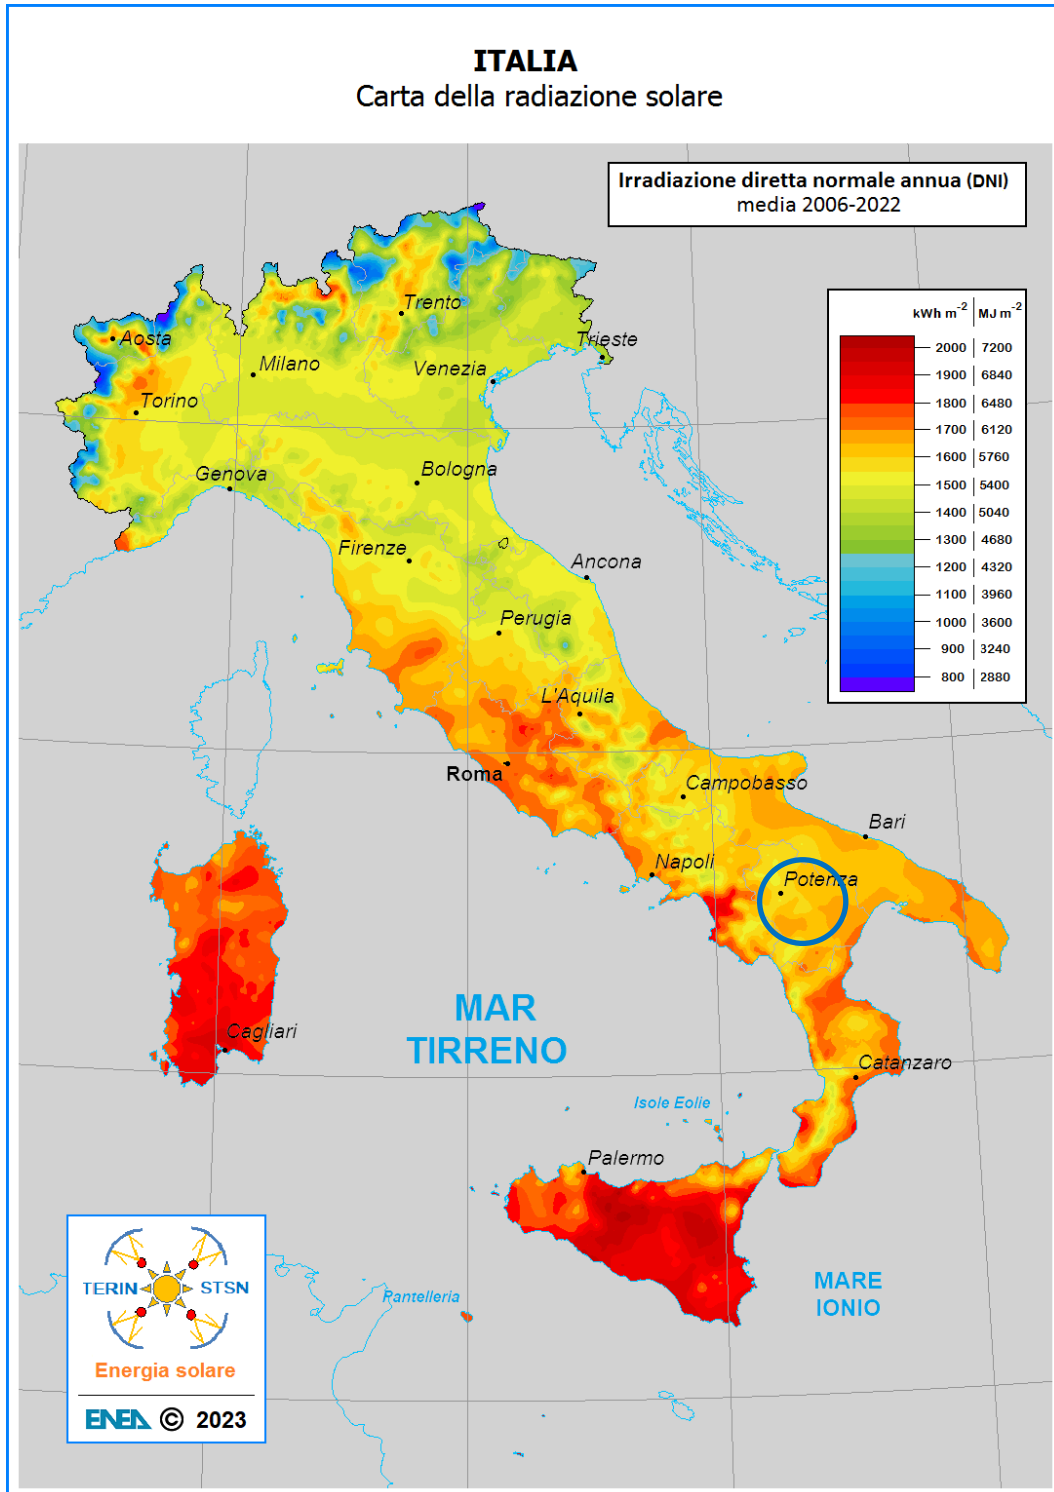 ITALIA
Carta della radiazione solare
Irradiazione diretta normale annua (DNI)
media 2006-2022
kWh m-2 | MJ m-2
2000 | 7200
1900 | 6840
1800 | 6480
1700 | 6120
1600 | 5760
1500 | 5400
1400 | 5040
1300 | 4680
1200 | 4320
1100 | 3960
1000 | 3600
900 | 3240
800 | 2880
Trento
Aosta
Trieste
Milano
Venezia
Torino
Genova
Bologna
Firenze
Ancona
Perugia
L'Aquila
Roma
Campobasso
Bari
Napoli
Potenza
MAR
TIRRENO
Cagliari
Catanzaro
Isole Eolie
Palermo
MARE
IONIO
Pantelleria
TERIN STSN
Energia solare
ENEA © 2023